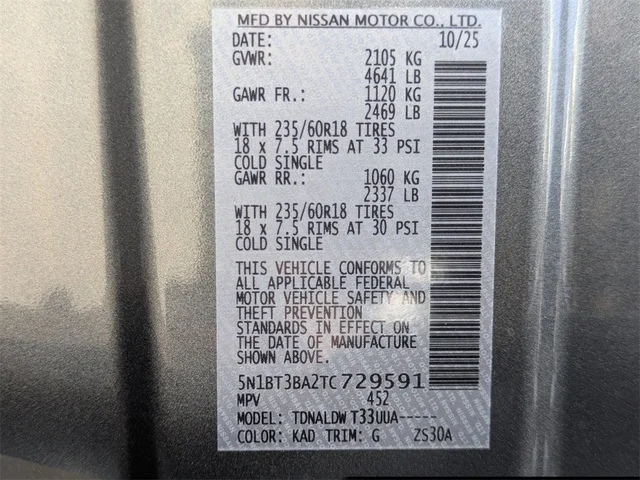 MFD BY NISSAN MOTOR CO., LTD.
DATE: 10/25
GVWR: 2105 KG
4641 LB
GAWR FR.: 1120 KG
2469 LB
WITH 235/60R18 TIRES
18 x 7.5 RIMS AT 33 PSI
COLD SINGLE
GAWR RR.: 1060 KG
2337 LB
WITH 235/60R18 TIRES
18 x 7.5 RIMS AT 30 PSI
COLD SINGLE
THIS VEHICLE CONFORMS TO
ALL APPLICABLE FEDERAL
MOTOR VEHICLE SAFETY AND
THEFT PREVENTION
STANDARDS IN EFFECT ON
THE DATE OF MANUFACTURE
SHOWN ABOVE.
5N1BT3BA2TC729591
MPV 452
MODEL: TDNALDW T33UUA-----
COLOR: KAD TRIM: G ZS30A